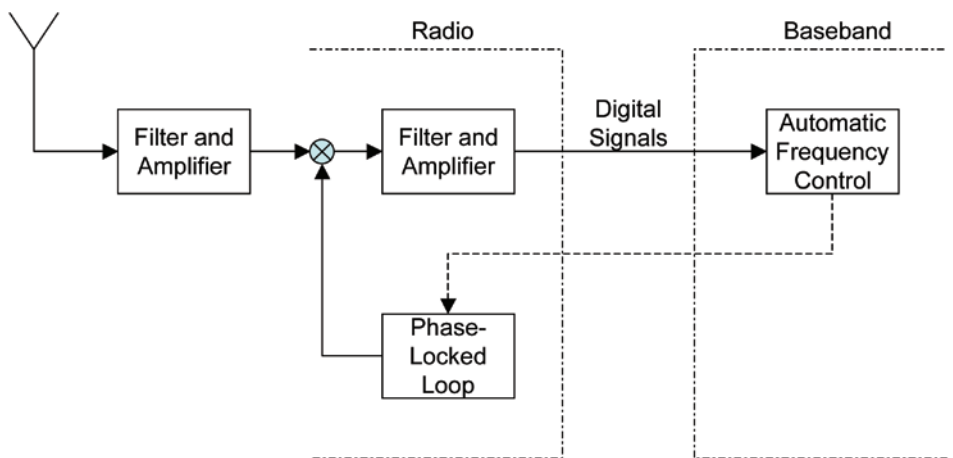 Radio
Baseband
Filter and
Amplifier
Filter and
Amplifier
Digital
Signals
Automatic
Frequency
Control
Phase-
Locked
Loop